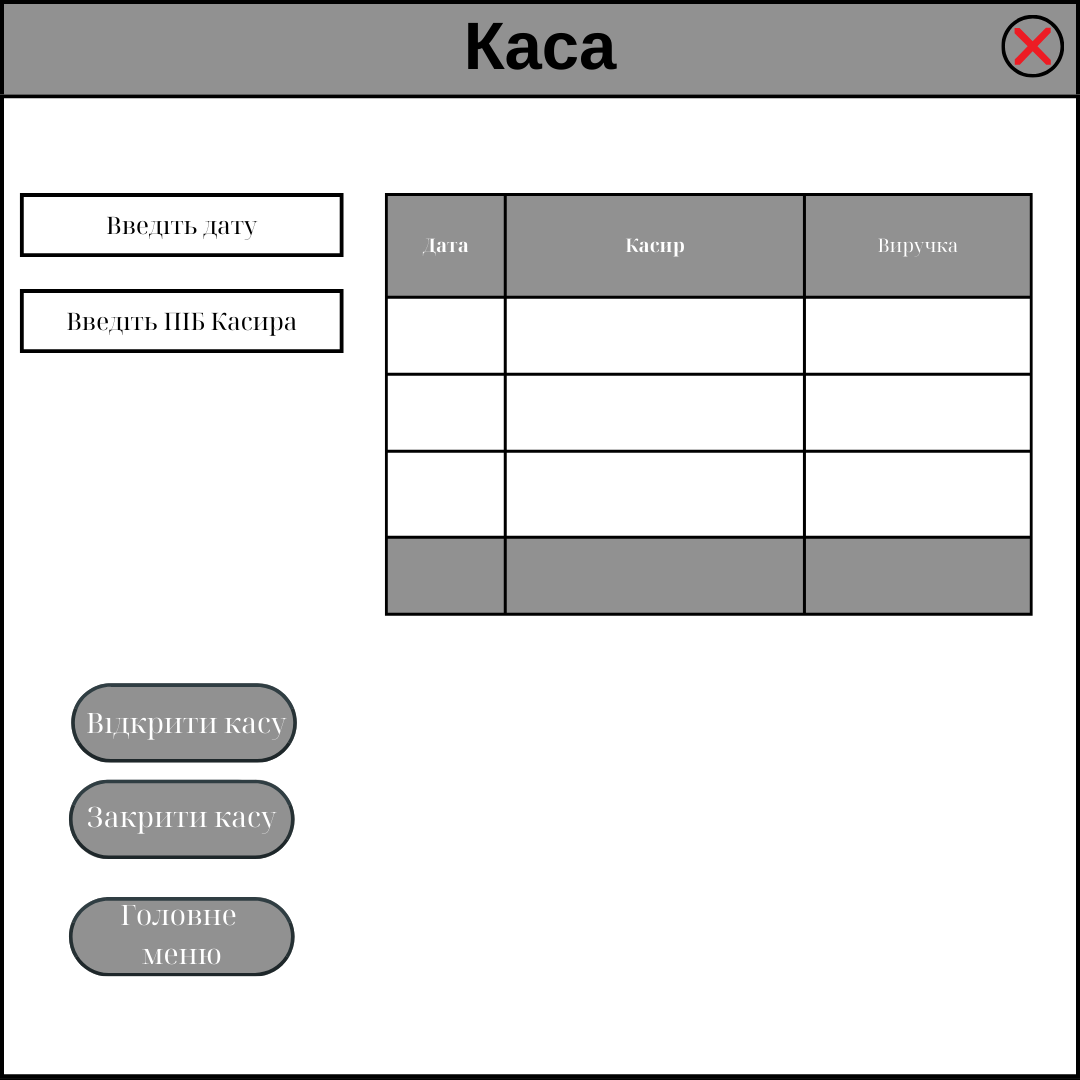 Каса
Введіть дату
Введіть ПІБ Касира
Дата
Касир
Виручка
Відкрити касу
Закрити касу
Головне
меню